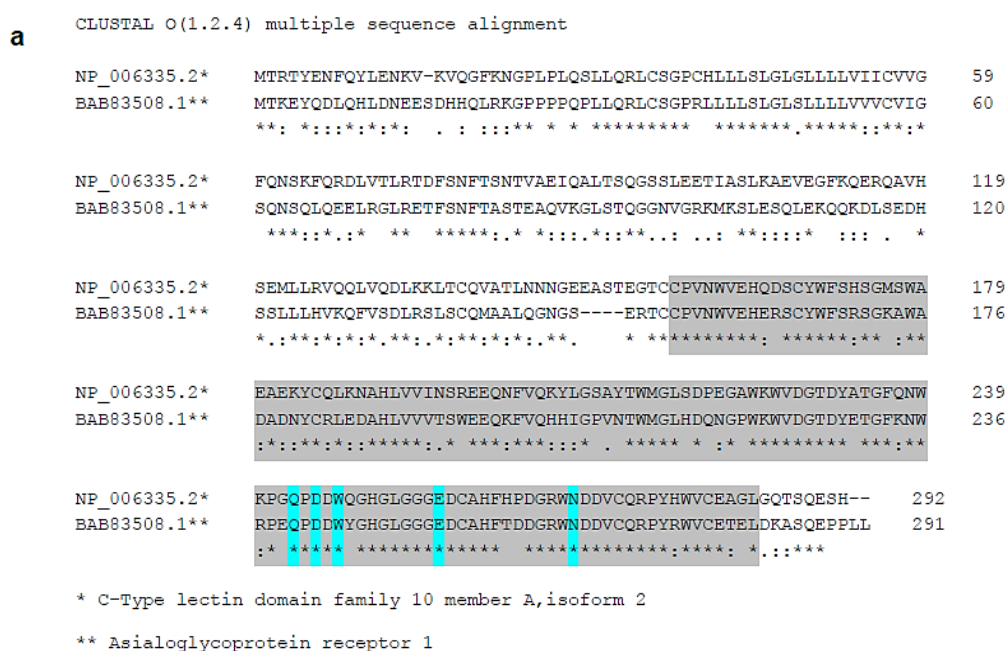 a
CLUSTAL O(1.2.4) multiple sequence alignment
NP_006335.2* MTRTYENFQYLENKV-KVQGFKNGPLPLQSLLQRLCSGPCHLLLSLGLGLLLLVIICVVG 59
BAB83508.1** MTKEYQDLQHLDNEESDHHQLRKGPPPPQPLLQRLCSGPRLLLLSLGLSLLLLVVVCVIG 60
**: *:::*:*:*: . : :::** * * ********* *******.*****::**:*
NP_006335.2* FQNSKFQRDLVTLRTDFSNFTSNTVAEIQALTSQGSSLEETIASLKAEVEGFKQERQAVH 119
BAB83508.1** SQNSQLQEELRGLRETFSNFTASTEAQVKGLSTQGGNVGRKMKSLESQLEKQQKDLSEDH 120
***::*.:* ** *****:.* *:::.*::**..: ..: **::::* ::: . *
NP_006335.2* SEMLLRVQQLVQDLKKLTCQVATLNNNGEEASTEGTCCPVNWVEHQDSCYWFSHSGMSWA 179
BAB83508.1** SSLLLHVKQFVSDLRSLSCQMAALQGNGS----ERTCCPVNWVEHERSCYWFSRSGKAWA 176
*.:**:*:*:*.**:.*:**:*:*:.**. * **********: ******:** :**
NP_006335.2* EAEKYCQLKNAHLVVINSREEQNFVQKYLGSAYTWMGLSDPEGAWKWVDGTDYATGFQNW 239
BAB83508.1** DADNYCRLEDAHLVVVTSWEEQKFVQHHIGPVNTWMGLHDQNGPWKWVDGTDYETGFKNW 236
:*::**:*::*****:.* ***:***:::* . ***** * :* ********* ***:**
NP_006335.2* KPGQPDDWQGHGLGGGEDCAHFHPDGRWNDDVCQRPYHWVCEAGLGQTSQESH-- 292
BAB83508.1** RPEQPDDWYGHGLGGGEDCAHFTDDGRWNDDVCQRPYRWVCETELDKASQEPPLL 291
:* ***** ************* *************:****: *.::***
* C-Type lectin domain family 10 member A,isoform 2
** Asialoglycoprotein receptor 1